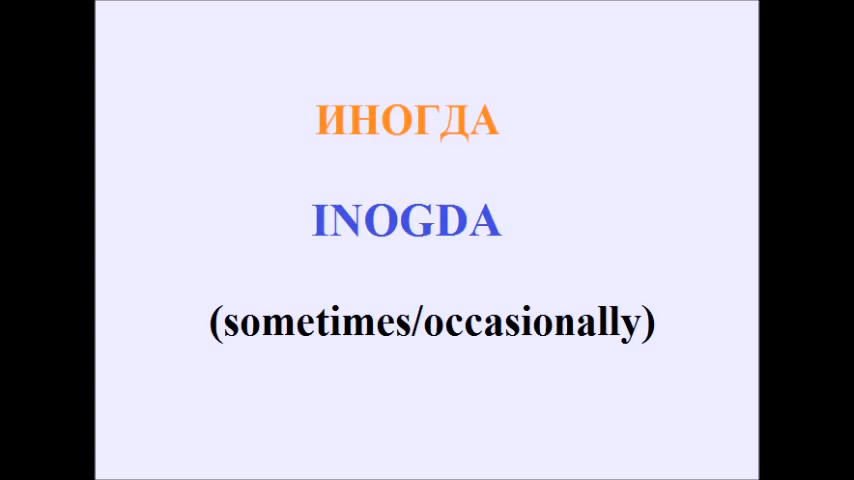 ИНОГДА
INOGDA
(sometimes/occasionally)